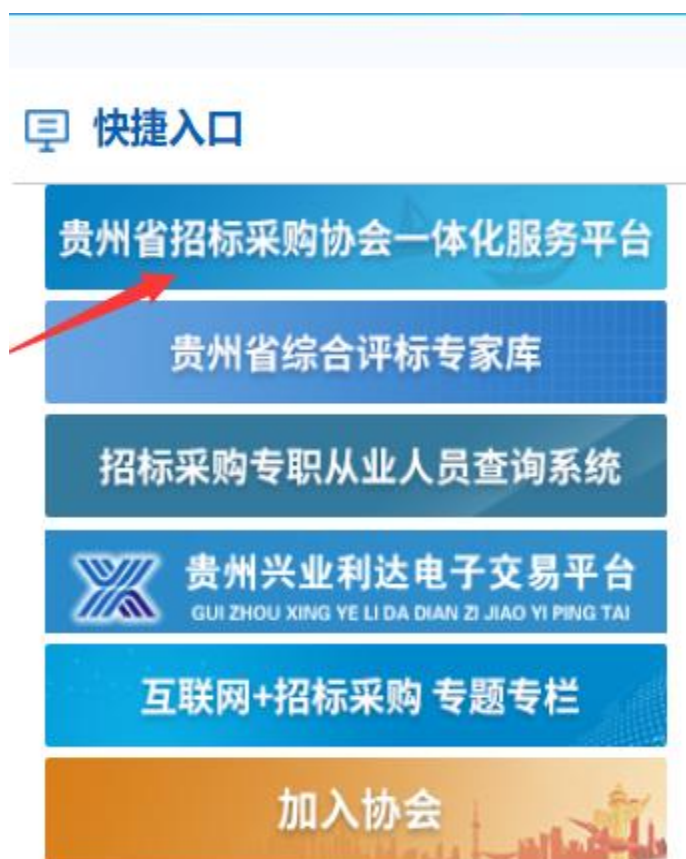 快捷入口
贵州省招标采购协会一体化服务平台
贵州省综合评标专家库
招标采购专职从业人员查询系统
贵州兴业利达电子交易平台
GUI ZHOU XING YE LI DA DIAN ZI JIAO YI PING TAI
互联网+招标采购 专题专栏
加入协会